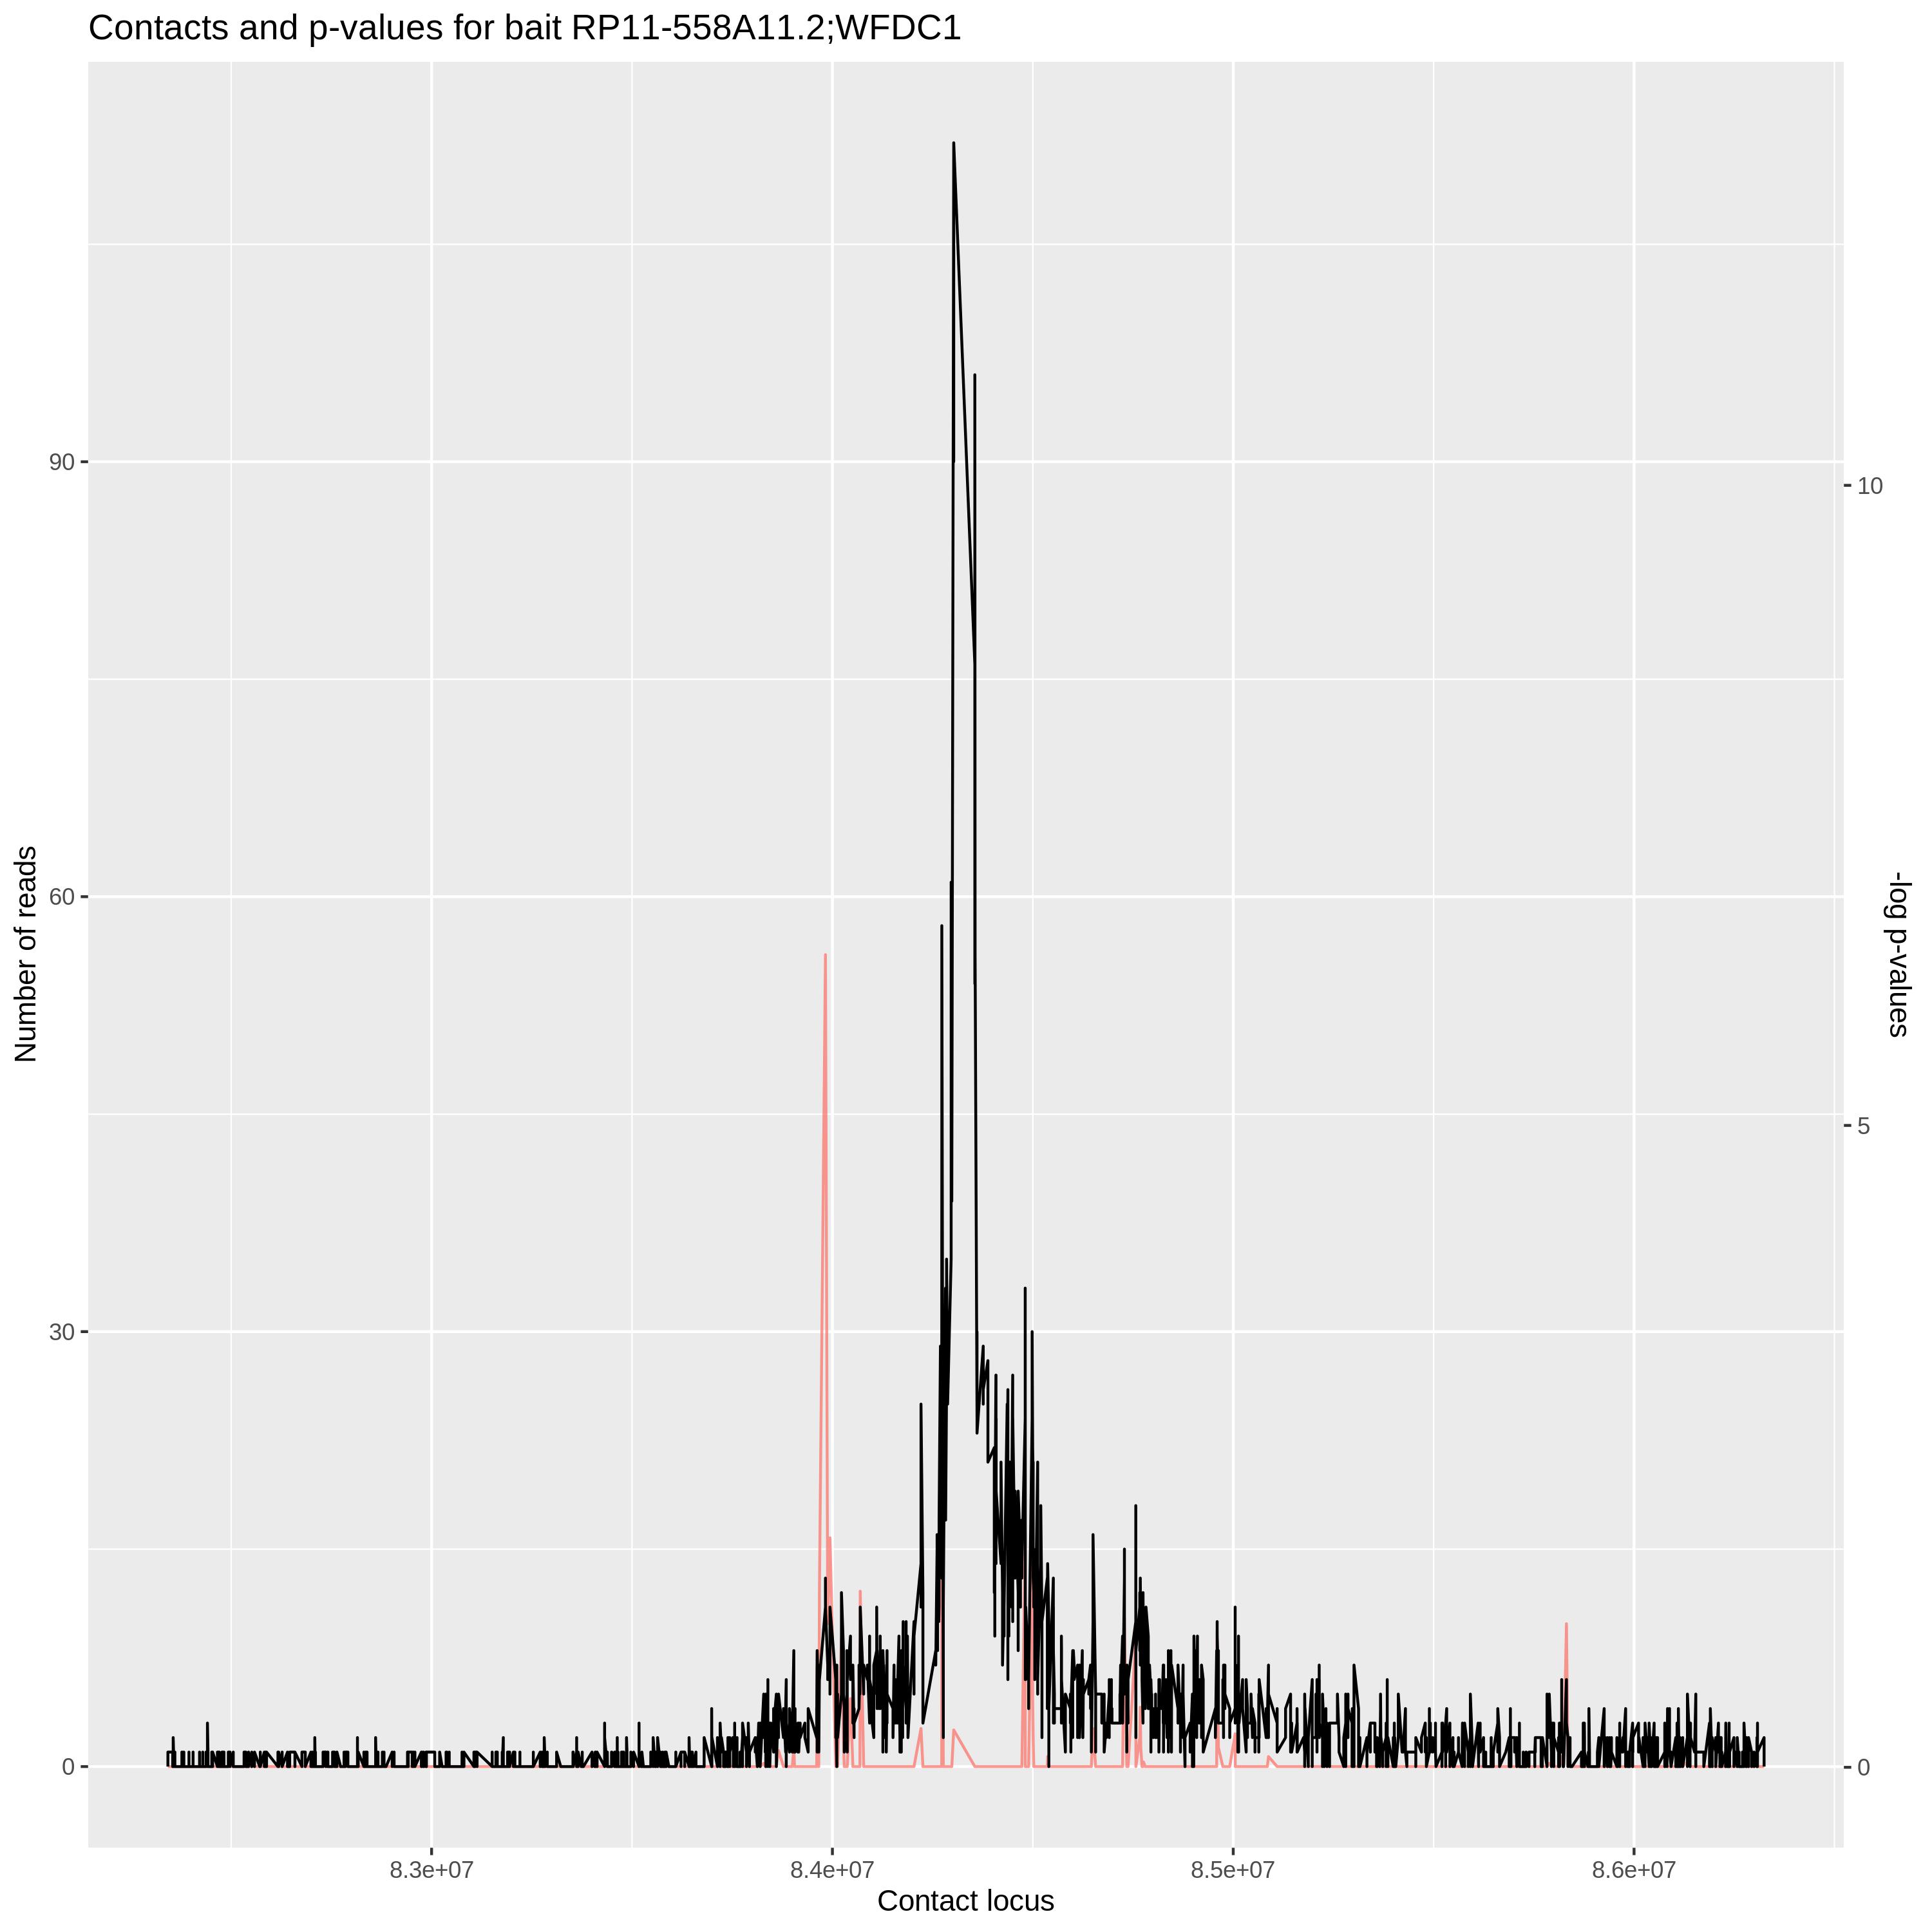 Contacts and p-values for bait RP11-558A11.2;WFDC1
Number of reads
90
60
30
0
10
5
0
-log p-values
8.3e+07
8.4e+07
8.5e+07
8.6e+07
Contact locus